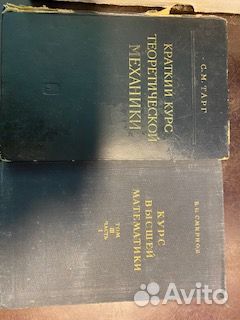 С. М. ТАРГ
КРАТКИЙ КУРС
ТЕОРЕТИЧЕСКОЙ
МЕХАНИКИ
В. И. СМИРНОВ
КУРС
ВЫСШЕЙ
МАТЕМАТИКИ
ТОМ
III
ЧАСТЬ
1
Avito